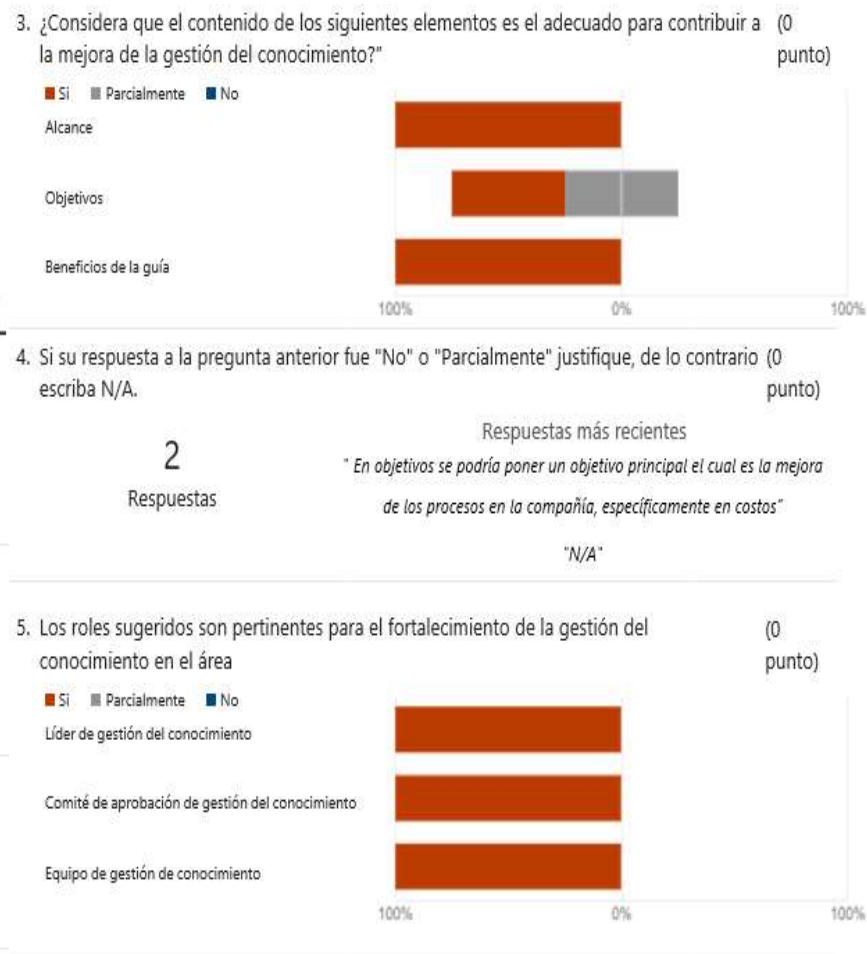 3. ¿Considera que el contenido de los siguientes elementos es el adecuado para contribuir a (0
la mejora de la gestión del conocimiento?" punto)
Si Parcialmente No
Alcance
Objetivos
Beneficios de la guía
100% 0% 100%
4. Si su respuesta a la pregunta anterior fue "No" o "Parcialmente" justifique, de lo contrario (0
escriba N/A. punto)
2
Respuestas
Respuestas más recientes
" En objetivos se podría poner un objetivo principal el cual es la mejora
de los procesos en la compañía, específicamente en costos"
"N/A"
5. Los roles sugeridos son pertinentes para el fortalecimiento de la gestión del (0
conocimiento en el área punto)
Si Parcialmente No
Líder de gestión del conocimiento
Comité de aprobación de gestión del conocimiento
Equipo de gestión de conocimiento
100% 0% 100%